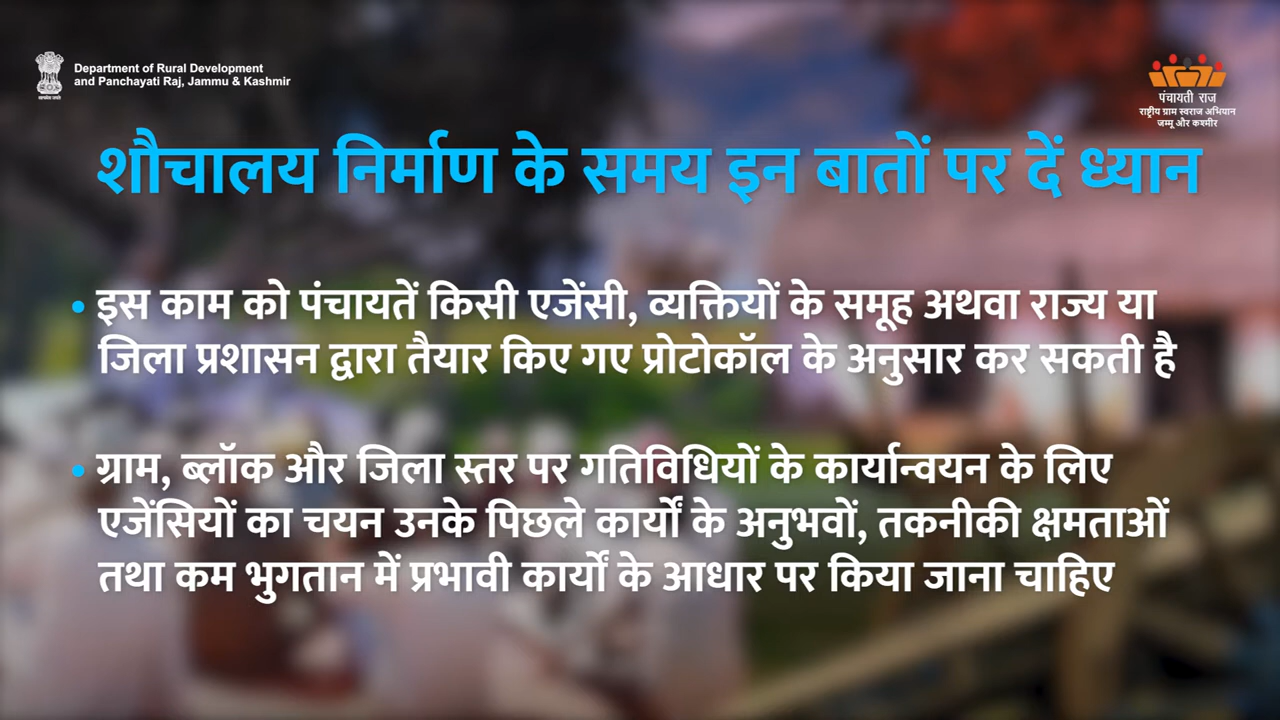 Department of Rural Development
and Panchayati Raj, Jammu & Kashmir
पंचायती राज
राष्ट्रीय ग्राम स्वराज अभियान
जम्मू और कश्मीर
शौचालय निर्माण के समय इन बातों पर दें ध्यान
• इस काम को पंचायतें किसी एजेंसी, व्यक्तियों के समूह अथवा राज्य या
जिला प्रशासन द्वारा तैयार किए गए प्रोटोकॉल के अनुसार कर सकती है
• ग्राम, ब्लॉक और जिला स्तर पर गतिविधियों के कार्यान्वयन के लिए
एजेंसियों का चयन उनके पिछले कार्यों के अनुभवों, तकनीकी क्षमताओं
तथा कम भुगतान में प्रभावी कार्यों के आधार पर किया जाना चाहिए